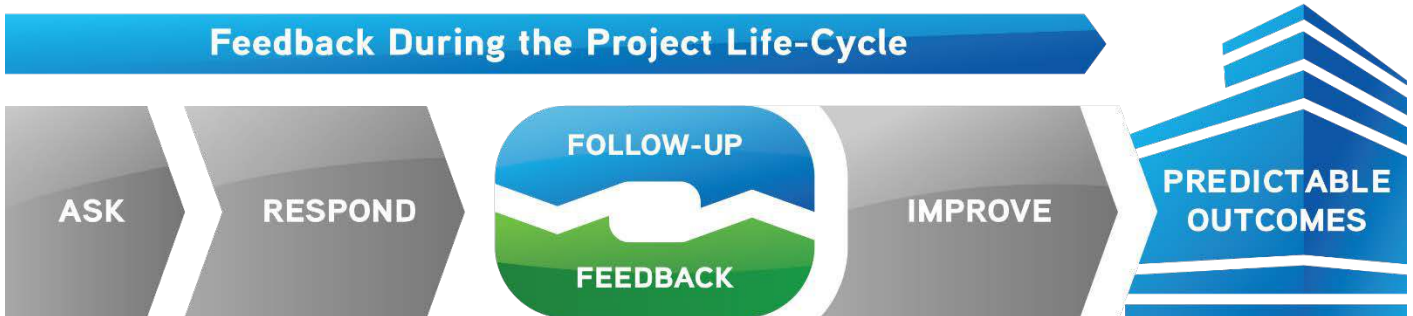 Feedback During the Project Life-Cycle
ASK
RESPOND
FOLLOW-UP
FEEDBACK
IMPROVE
PREDICTABLE
OUTCOMES